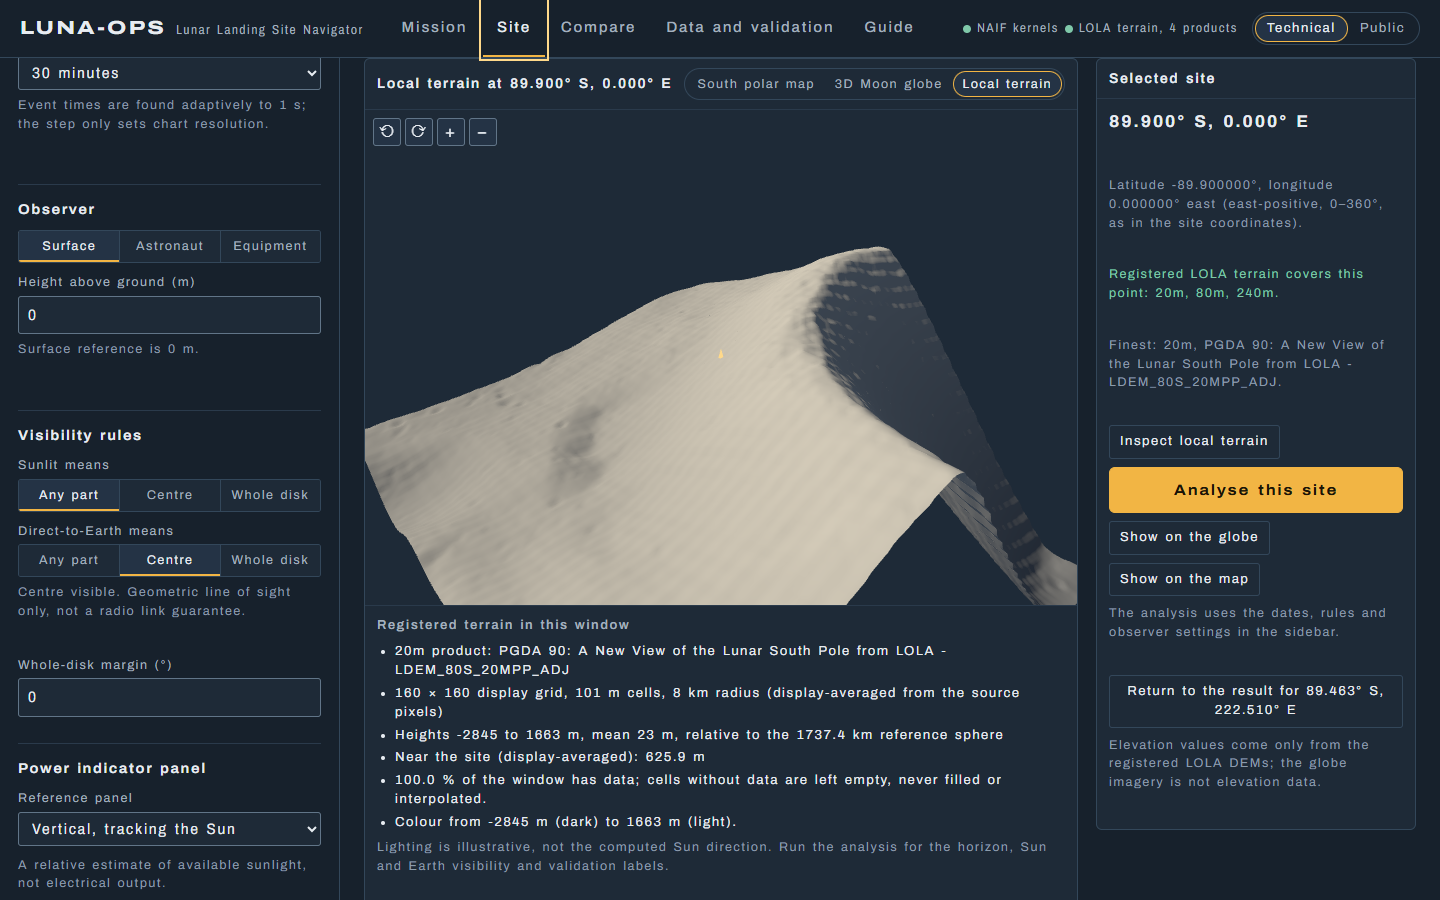 LUNA-OPS Lunar Landing Site Navigator
Mission
Site
Compare
Data and validation
Guide
NAIF kernels
LOLA terrain, 4 products
Technical
Public
30 minutes
Event times are found adaptively to 1 s;
the step only sets chart resolution.
Observer
Surface
Astronaut
Equipment
Height above ground (m)
0
Surface reference is 0 m.
Visibility rules
Sunlit means
Any part
Centre
Whole disk
Direct-to-Earth means
Any part
Centre
Whole disk
Centre visible. Geometric line of sight
only, not a radio link guarantee.
Whole-disk margin (°)
0
Power indicator panel
Reference panel
Vertical, tracking the Sun
A relative estimate of available sunlight,
not electrical output.
Local terrain at 89.900° S, 0.000° E
South polar map
3D Moon globe
Local terrain
+
−
Registered terrain in this window
• 20m product: PGDA 90: A New View of the Lunar South Pole from LOLA -
LDEM_80S_20MPP_ADJ
• 160 × 160 display grid, 101 m cells, 8 km radius (display-averaged from the source
pixels)
• Heights -2845 to 1663 m, mean 23 m, relative to the 1737.4 km reference sphere
• Near the site (display-averaged): 625.9 m
• 100.0 % of the window has data; cells without data are left empty, never filled or
interpolated.
• Colour from -2845 m (dark) to 1663 m (light).
Lighting is illustrative, not the computed Sun direction. Run the analysis for the horizon, Sun
and Earth visibility and validation labels.
Selected site
89.900° S, 0.000° E
Latitude -89.900000°, longitude
0.000000° east (east-positive, 0–360°,
as in the site coordinates).
Registered LOLA terrain covers this
point: 20m, 80m, 240m.
Finest: 20m, PGDA 90: A New View of
the Lunar South Pole from LOLA -
LDEM_80S_20MPP_ADJ.
Inspect local terrain
Analyse this site
Show on the globe
Show on the map
The analysis uses the dates, rules and
observer settings in the sidebar.
Return to the result for 89.463° S,
222.510° E
Elevation values come only from the
registered LOLA DEMs; the globe
imagery is not elevation data.